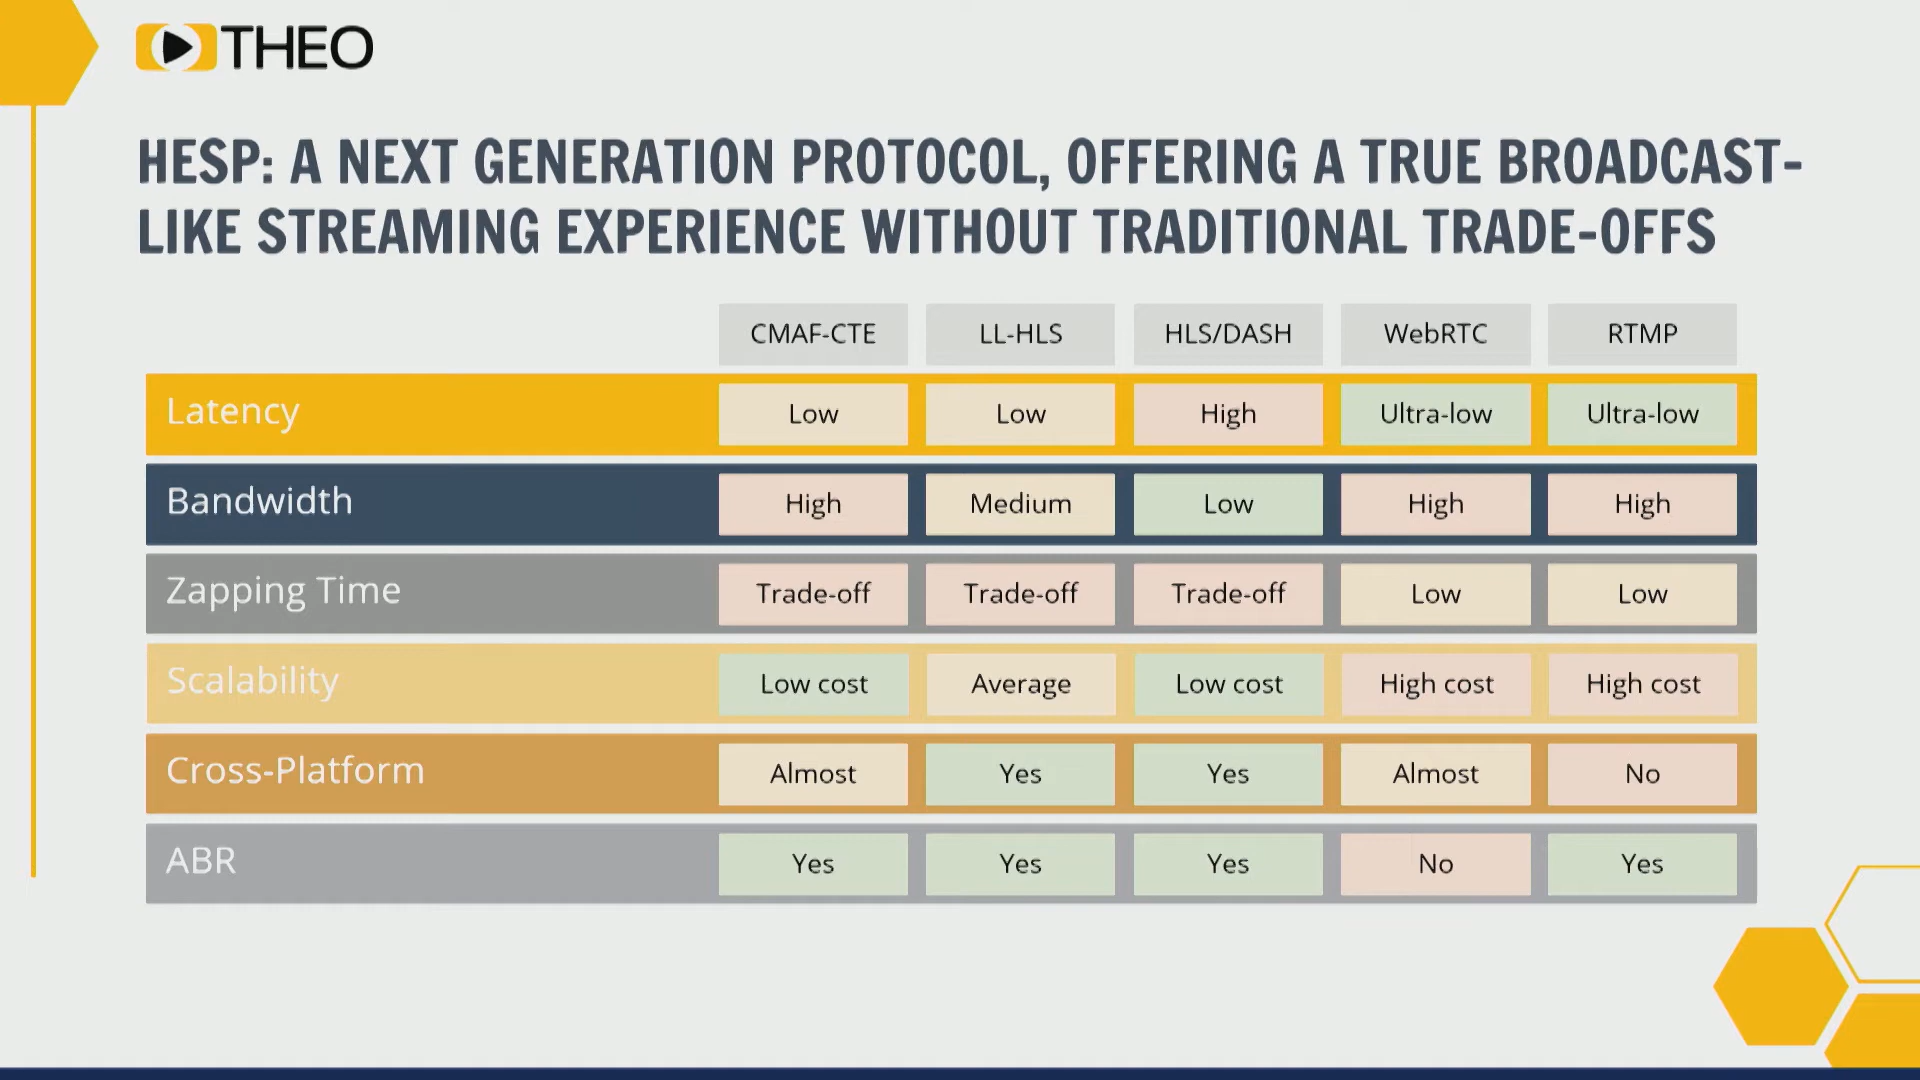 THEO
HESP: A NEXT GENERATION PROTOCOL, OFFERING A TRUE BROADCAST-
LIKE STREAMING EXPERIENCE WITHOUT TRADITIONAL TRADE-OFFS
CMAF-CTE LL-HLS HLS/DASH WebRTC RTMP
Latency Low Low High Ultra-low Ultra-low
Bandwidth High Medium Low High High
Zapping Time Trade-off Trade-off Trade-off Low Low
Scalability Low cost Average Low cost High cost High cost
Cross-Platform Almost Yes Yes Almost No
ABR Yes Yes Yes No Yes